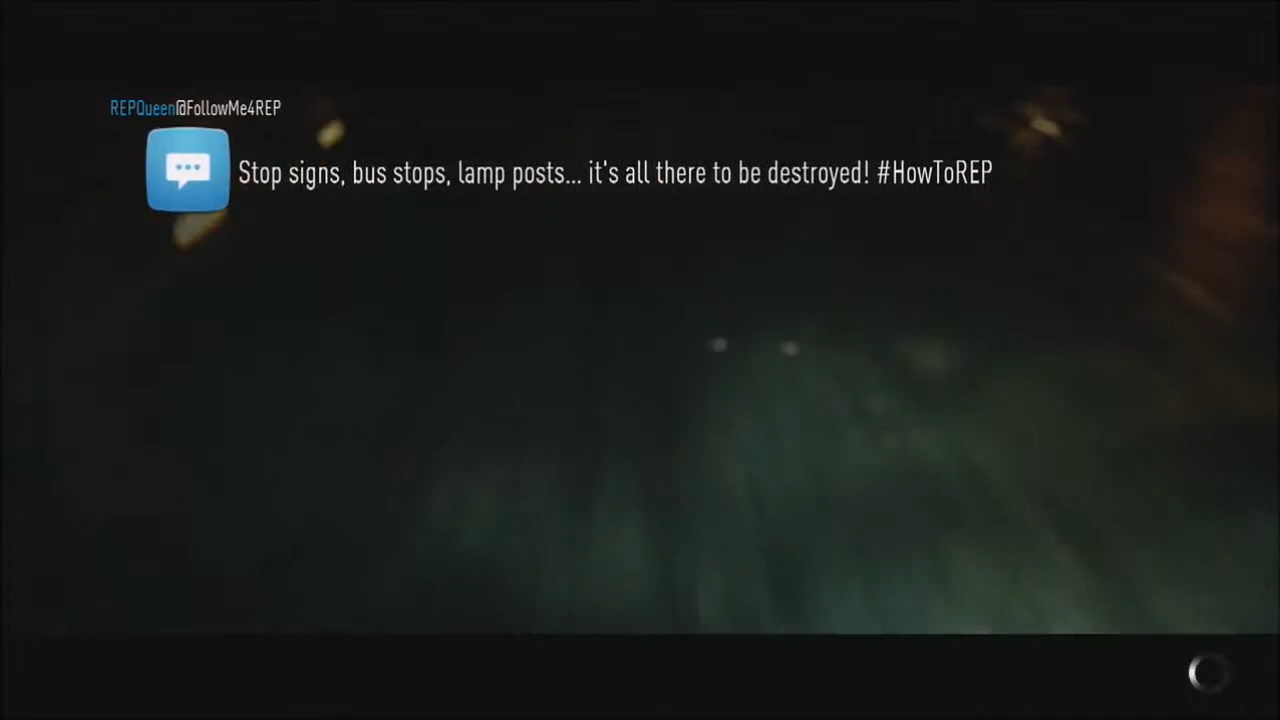 REPQueen@FollowMe4REP
Stop signs, bus stops, lamp posts... it's all there to be destroyed! #HowToREP